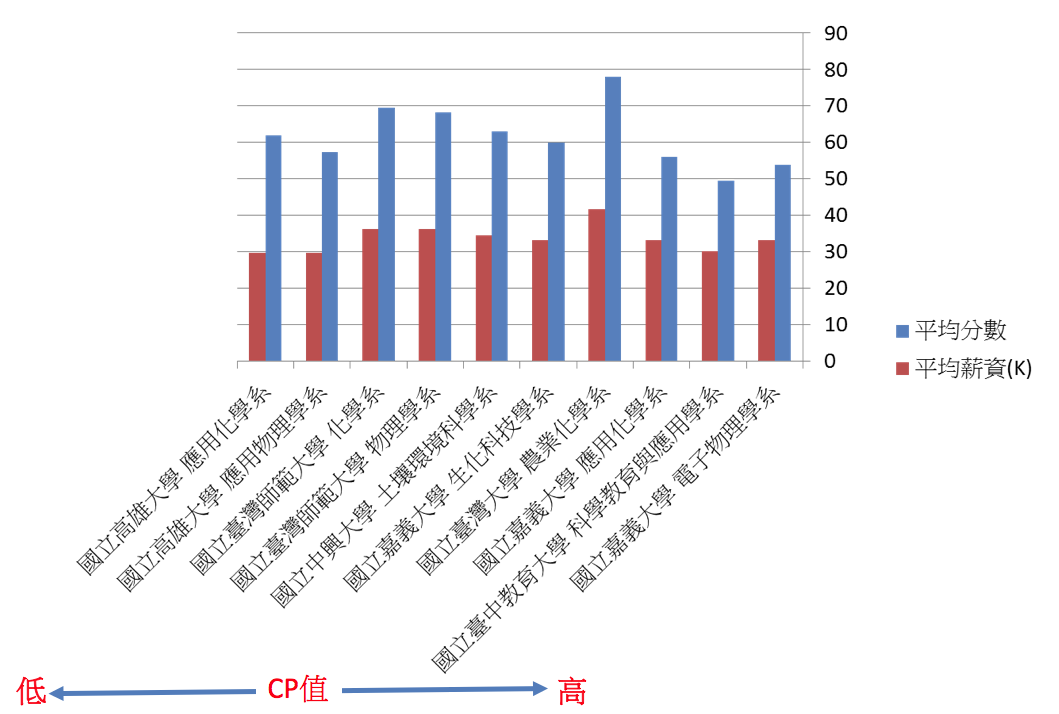 90
80
70
60
50
40
30
20
10
0
平均分數
平均薪資(K)
國立高雄大學 應用化學系
國立高雄大學 應用物理學系
國立臺灣師範大學 化學系
國立臺灣師範大學 物理學系
國立中興大學 土壤環境科學系
國立嘉義大學 生化科技學系
國立臺灣大學 農業化學系
國立嘉義大學 應用化學系
國立臺中教育大學 科學教育與應用學系
國立嘉義大學 電子物理學系
低 CP值 高